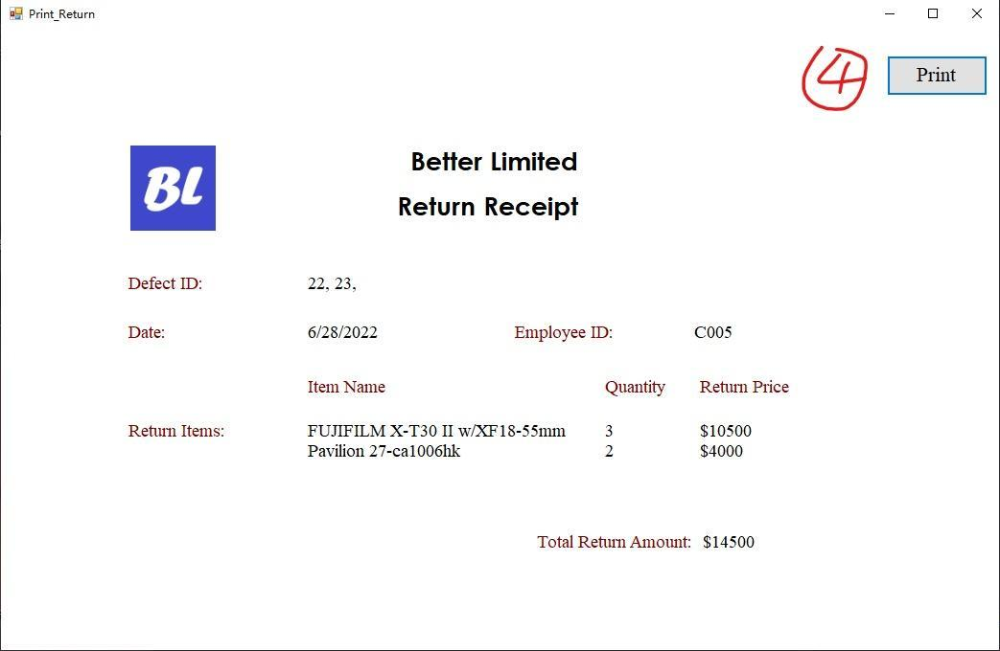 Print_Return
④ Print
BL
Better Limited
Return Receipt
Defect ID: 22, 23,
Date: 6/28/2022 Employee ID: C005
Item Name Quantity Return Price
Return Items: FUJIFILM X-T30 II w/XF18-55mm 3 $10500
Pavilion 27-ca1006hk 2 $4000
Total Return Amount: $14500